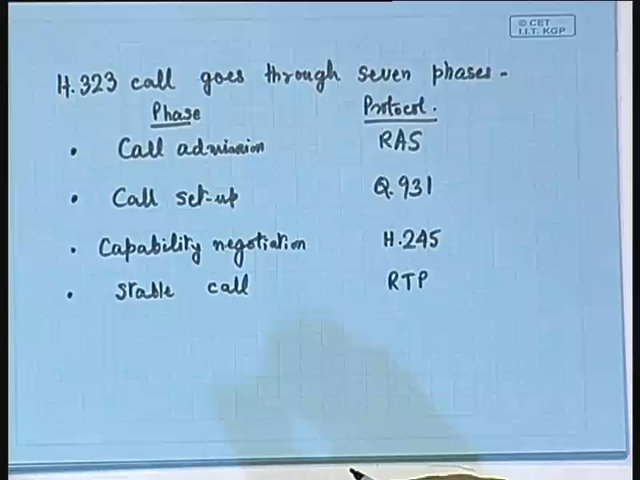 © CET
I.I.T. KGP
H.323 call goes through seven phases -
Phase Protocol.
• Call admission RAS
• Call set-up Q.931
• Capability negotiation H.245
• Stable call RTP